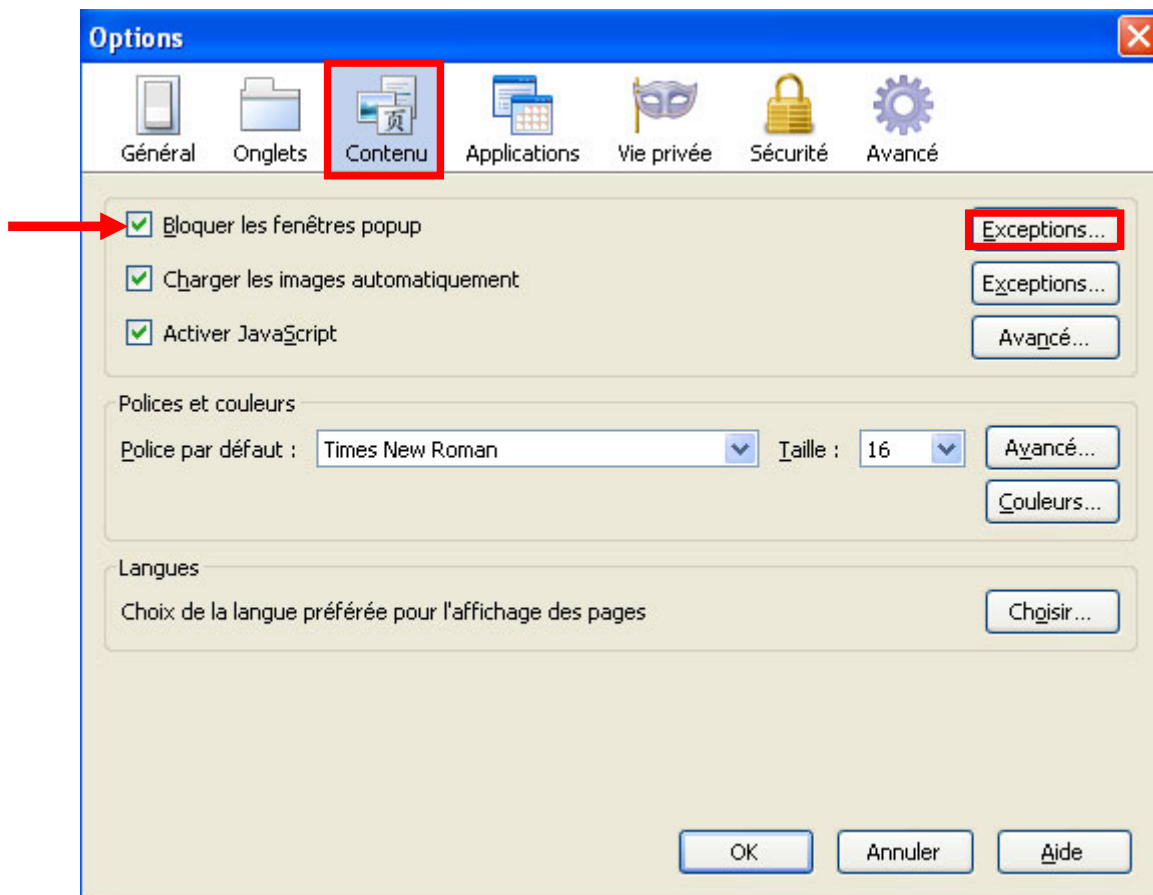 Options
Général Onglets Contenu Applications Vie privée Sécurité Avancé
页
Bloquer les fenêtres popup Exceptions...
Charger les images automatiquement Exceptions...
Activer JavaScript Avancé...
Polices et couleurs
Police par défaut : Times New Roman Taille : 16 Avancé...
Couleurs...
Langues
Choix de la langue préférée pour l'affichage des pages Choisir...
OK Annuler Aide